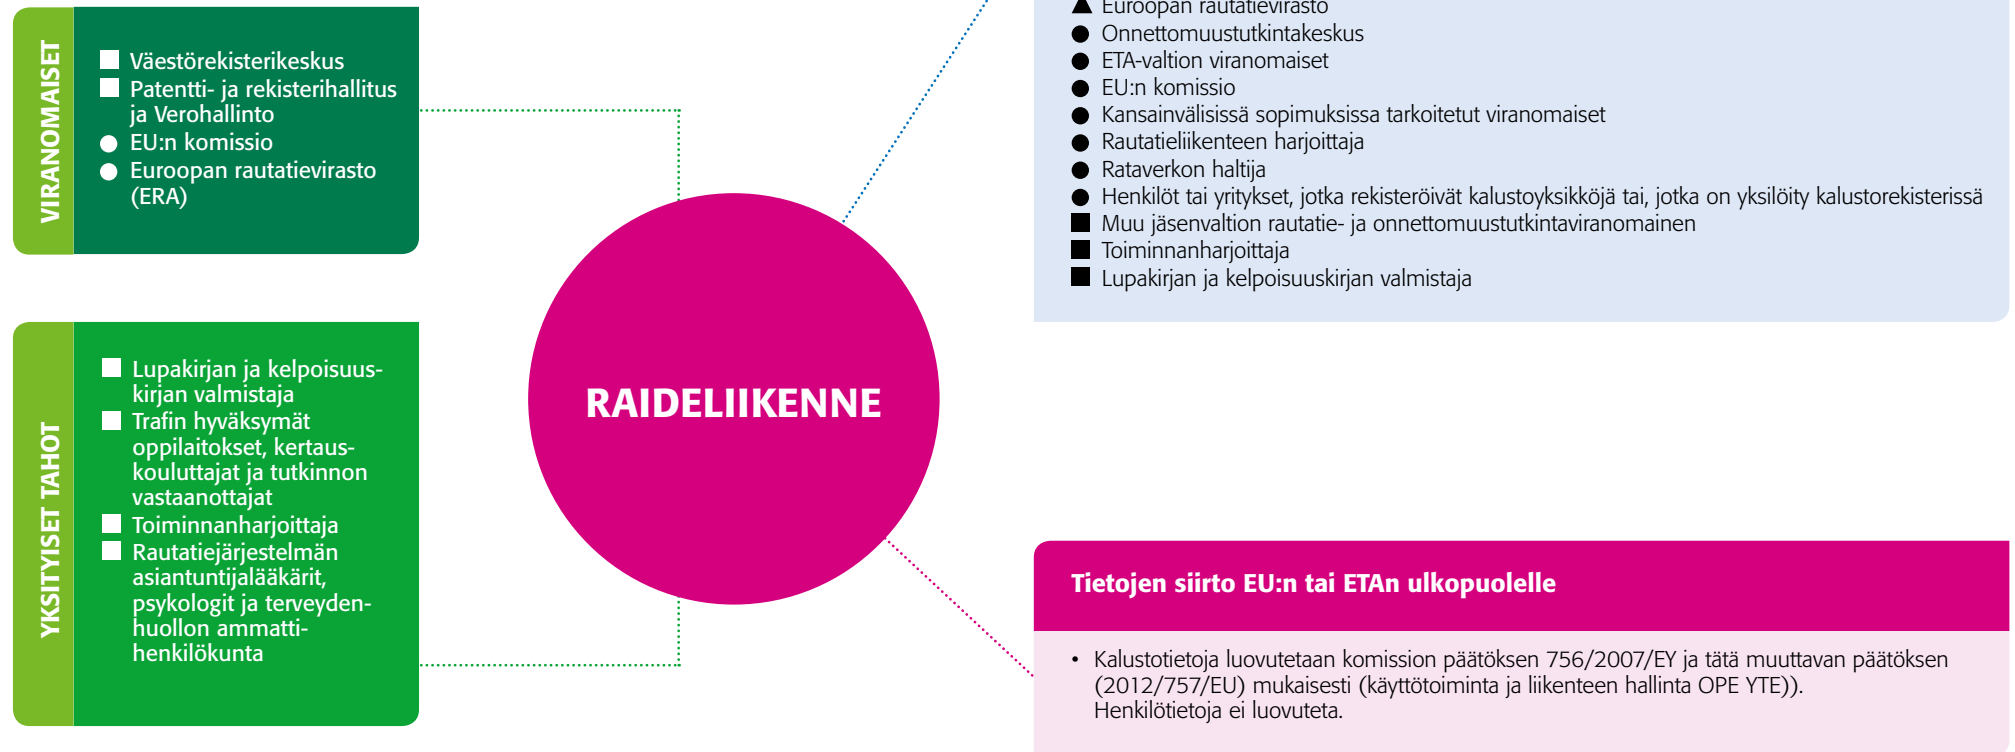 VIRANOMAISET
Väestörekisterikeskus
Patentti- ja rekisterihallitus
ja Verohallinto
EU:n komissio
Euroopan rautatievirasto
(ERA)
YKSITYISET TAHOT
Lupakirjan ja kelpoisuus-
kirjan valmistaja
Trafin hyväksymät
oppilaitokset, kertaus-
kouluttajat ja tutkinnon
vastaanottajat
Toiminnanharjoittaja
Rautatiejärjestelmän
asiantuntijalääkärit,
psykologit ja terveyden-
huollon ammatti-
henkilökunta
RAIDELIIKENNE
Euroopan rautatievirasto
Onnettomuustutkintakeskus
ETA-valtion viranomaiset
EU:n komissio
Kansainvälisissä sopimuksissa tarkoitetut viranomaiset
Rautatieliikenteen harjoittaja
Rataverkon haltija
Henkilöt tai yritykset, jotka rekisteröivät kalustoyksikköjä tai, jotka on yksilöity kalustorekisterissä
Muu jäsenvaltion rautatie- ja onnettomuustutkintaviranomainen
Toiminnanharjoittaja
Lupakirjan ja kelpoisuuskirjan valmistaja
Tietojen siirto EU:n tai ETAn ulkopuolelle
• Kalustotietoja luovutetaan komission päätöksen 756/2007/EY ja tätä muuttavan päätöksen
(2012/757/EU) mukaisesti (käyttötoiminta ja liikenteen hallinta OPE YTE)).
Henkilötietoja ei luovuteta.